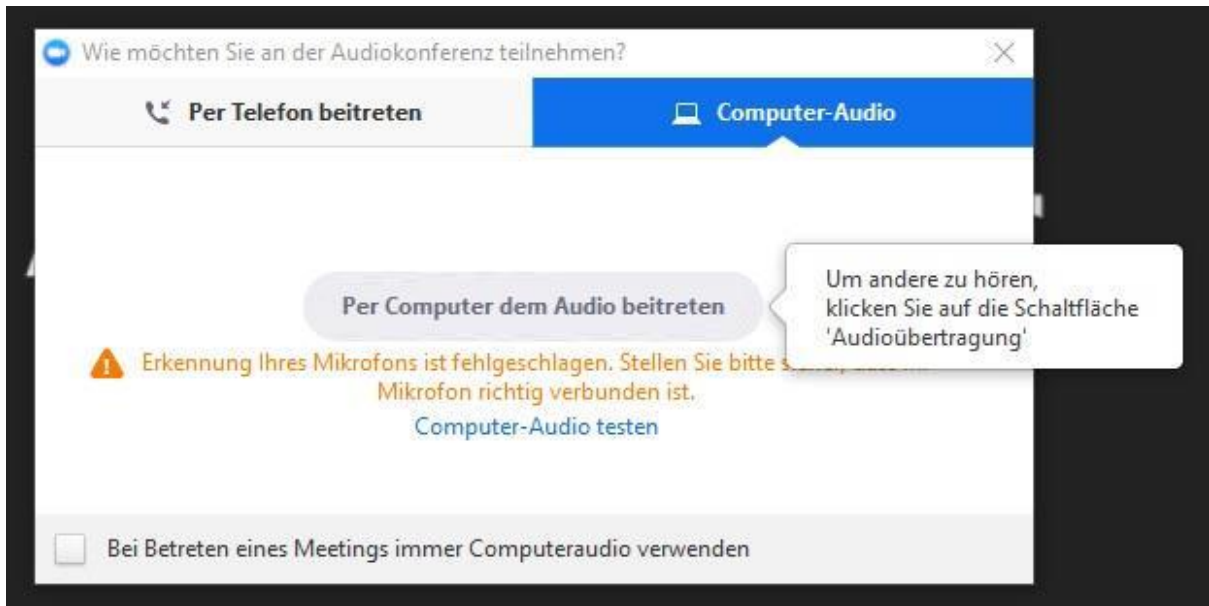 Wie möchten Sie an der Audiokonferenz teilnehmen?
Per Telefon beitreten
Computer-Audio
Per Computer dem Audio beitreten
Um andere zu hören,
klicken Sie auf die Schaltfläche
'Audioübertragung'
Erkennung Ihres Mikrofons ist fehlgeschlagen. Stellen Sie bitte
Mikrofon richtig verbunden ist.
Computer-Audio testen
Bei Betreten eines Meetings immer Computeraudio verwenden